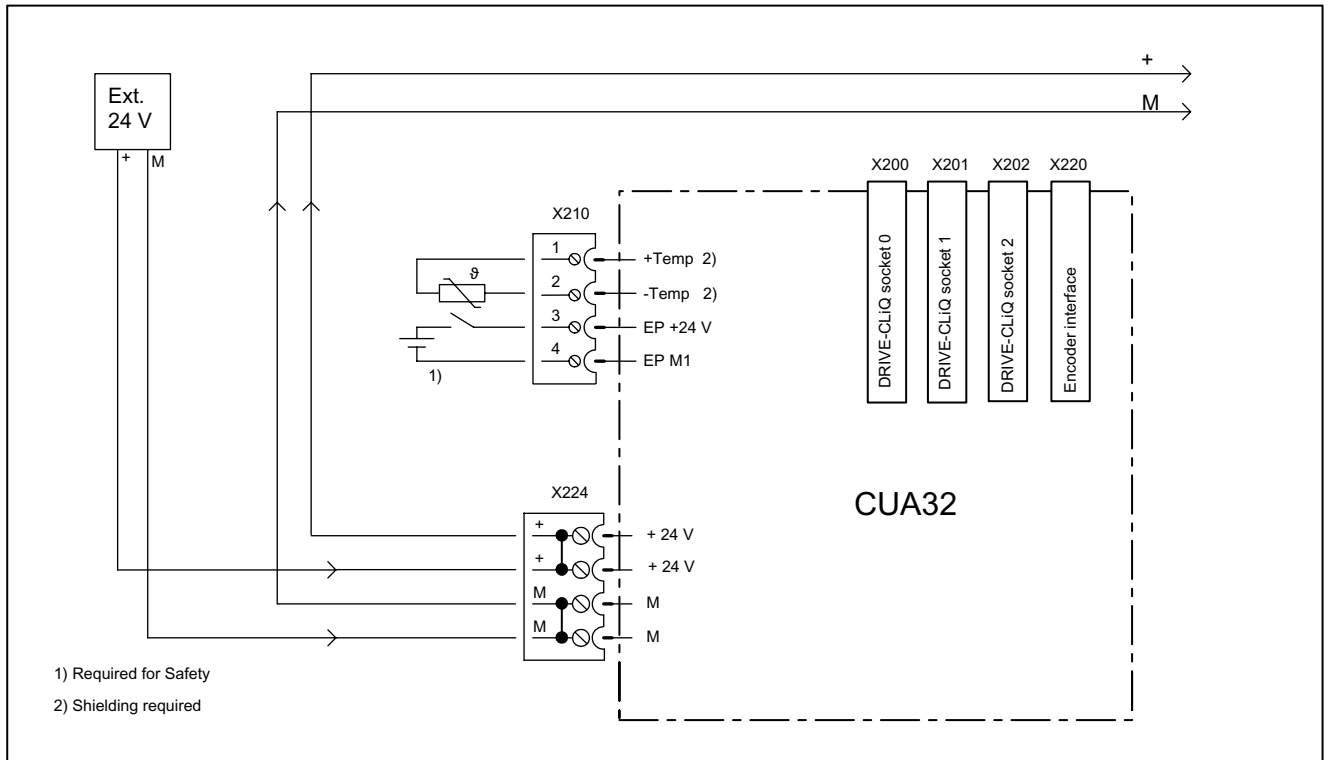 +
M
Ext.
24 V
+ M
X200 X201 X202 X220
DRIVE-CLiQ socket 0
DRIVE-CLiQ socket 1
DRIVE-CLiQ socket 2
Encoder interface
X210
1 +Temp 2)
ϑ
2 -Temp 2)
3 EP +24 V
4 EP M1
1)
CUA32
X224
+ + 24 V
+ + 24 V
M M
M M
1) Required for Safety
2) Shielding required